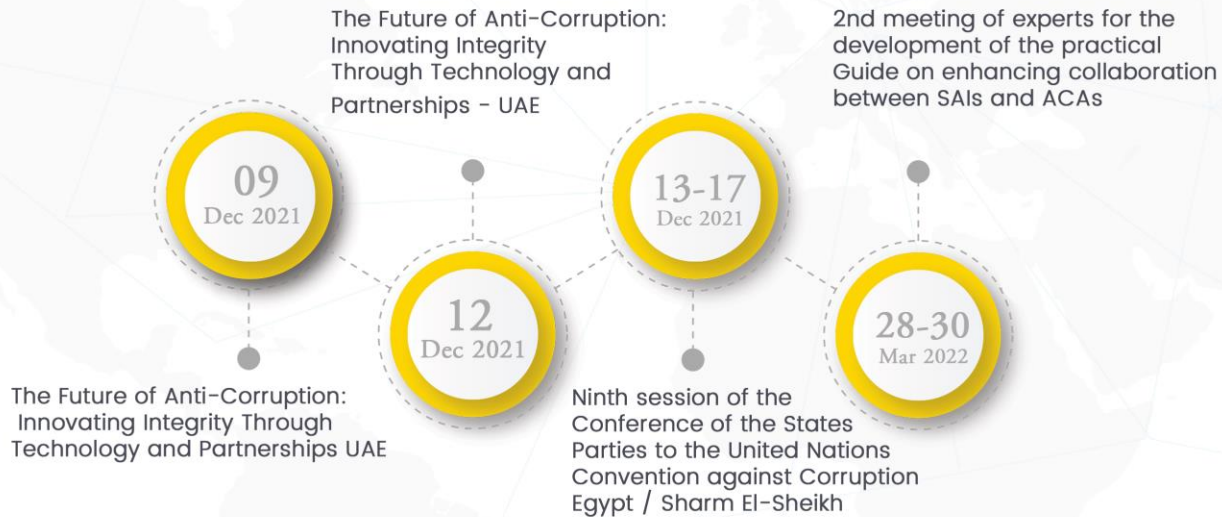 09
Dec 2021
The Future of Anti-Corruption:
Innovating Integrity Through
Technology and Partnerships UAE
The Future of Anti-Corruption:
Innovating Integrity
Through Technology and
Partnerships - UAE
12
Dec 2021
13-17
Dec 2021
Ninth session of the
Conference of the States
Parties to the United Nations
Convention against Corruption
Egypt / Sharm El-Sheikh
2nd meeting of experts for the
development of the practical
Guide on enhancing collaboration
between SAIs and ACAs
28-30
Mar 2022